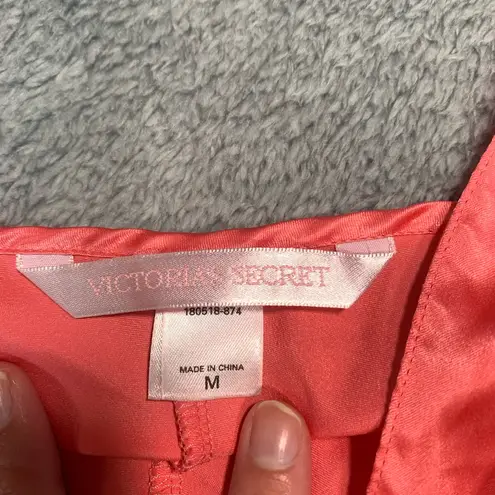 VICTORIA'S SECRET
180518-874
MADE IN CHINA
M